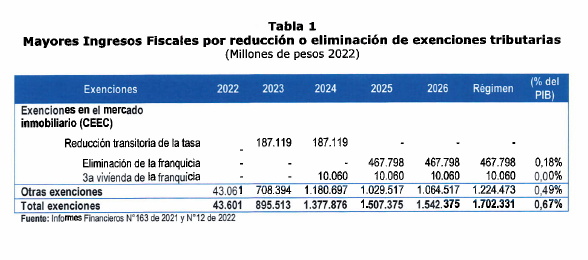 Tabla 1
Mayores Ingresos Fiscales por reducción o eliminación de exenciones tributarias
(Millones de pesos 2022)
Exenciones 2022 2023 2024 2025 2026 Régimen (% del PIB)
Exenciones en el mercado
inmobiliario (CEEC)
Reducción transitoria de la tasa - 187.119 187.119 - - -
Eliminación de la franquicia - - - 467.798 467.798 467.798 0,18%
3a vivienda de la franquicia - - 10.060 10.060 10.060 10.060 0,00%
Otras exenciones 43.061 708.394 1.180.697 1.029.517 1.064.517 1.224.473 0,49%
Total exenciones 43.601 895.513 1.377.876 1.507.375 1.542.375 1.702.331 0,67%
Fuente: Informes Financieros N°163 de 2021 y N°12 de 2022